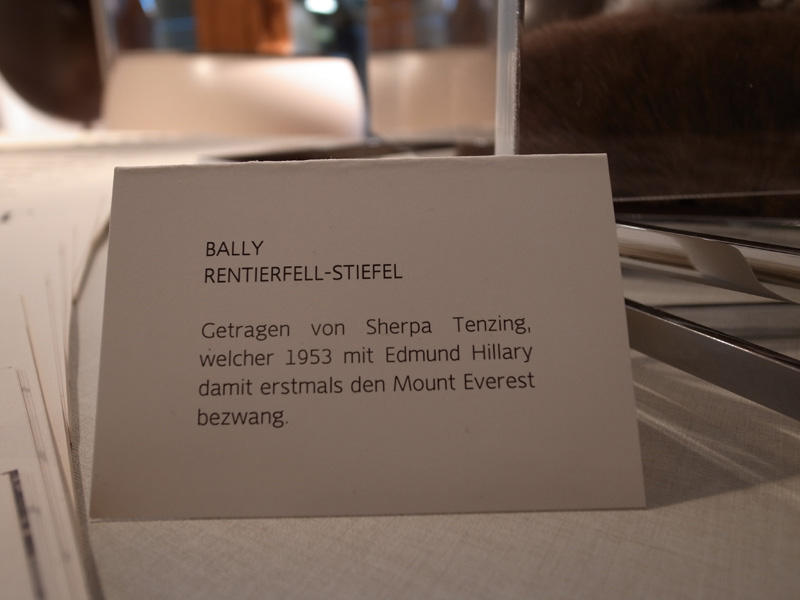 BALLY
RENTIERFELL-STIEFEL
Getragen von Sherpa Tenzing,
welcher 1953 mit Edmund Hillary
damit erstmals den Mount Everest
bezwang.